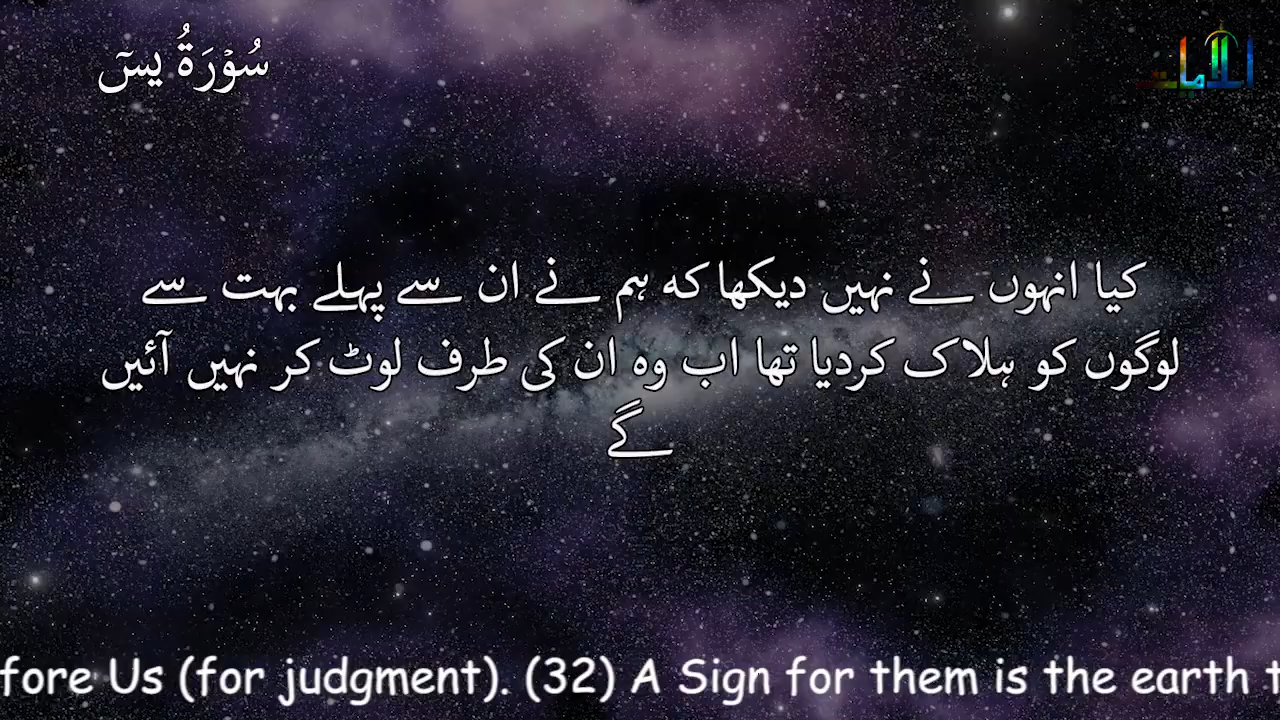 سُوۡرَةُ يسٓ
الآيات
کیا انہوں نے نہیں دیکھا کہ ہم نے ان سے پہلے بہت سے
لوگوں کو ہلاک کردیا تھا اب وہ ان کی طرف لوٹ کر نہیں آئیں
گے
fore Us (for judgment). (32) A Sign for them is the earth t